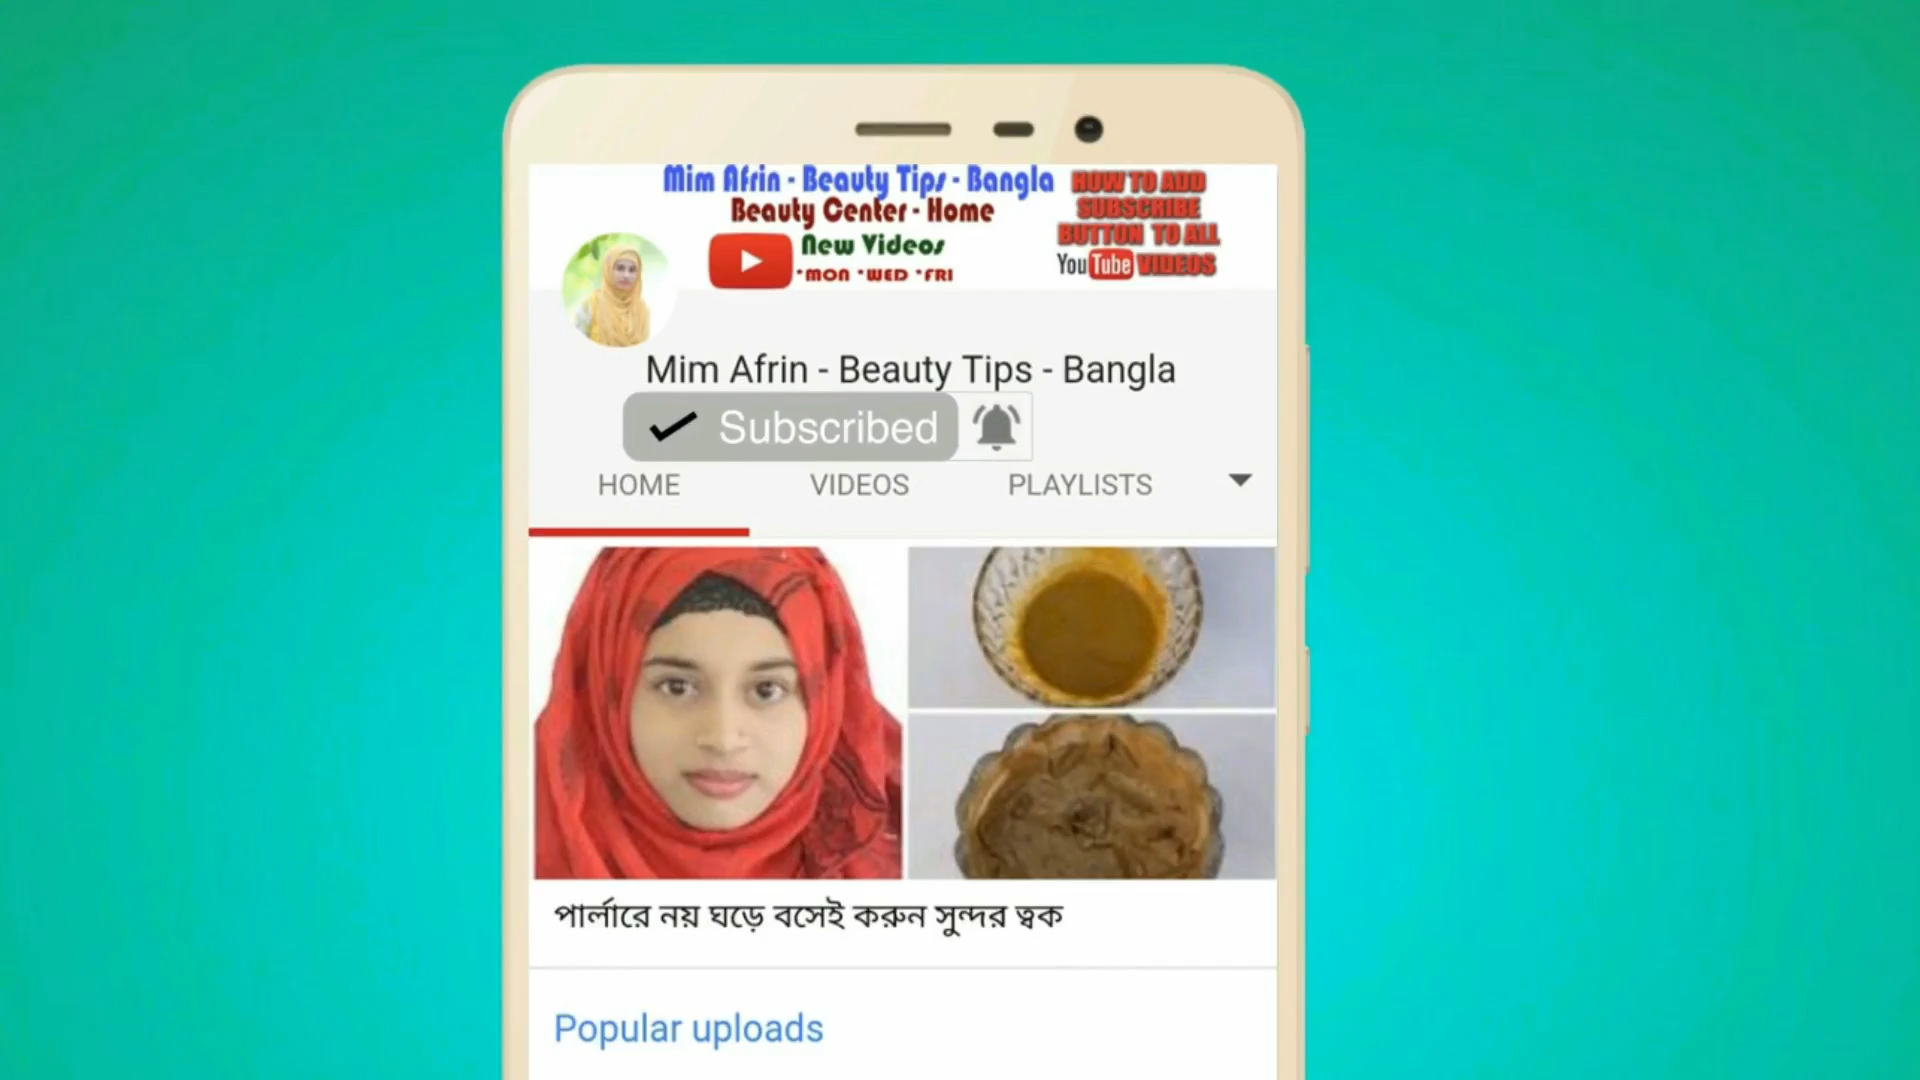 Mim Afrin - Beauty Tips - Bangla
Beauty Center - Home
New Videos
*MON *WED *FRI
HOW TO ADD
SUBSCRIBE
BUTTON TO ALL
YouTube VIDEOS
Mim Afrin - Beauty Tips - Bangla
Subscribed
HOME VIDEOS PLAYLISTS
পার্লারে নয় ঘড়ে বসেই করুন সুন্দর ত্বক
Popular uploads